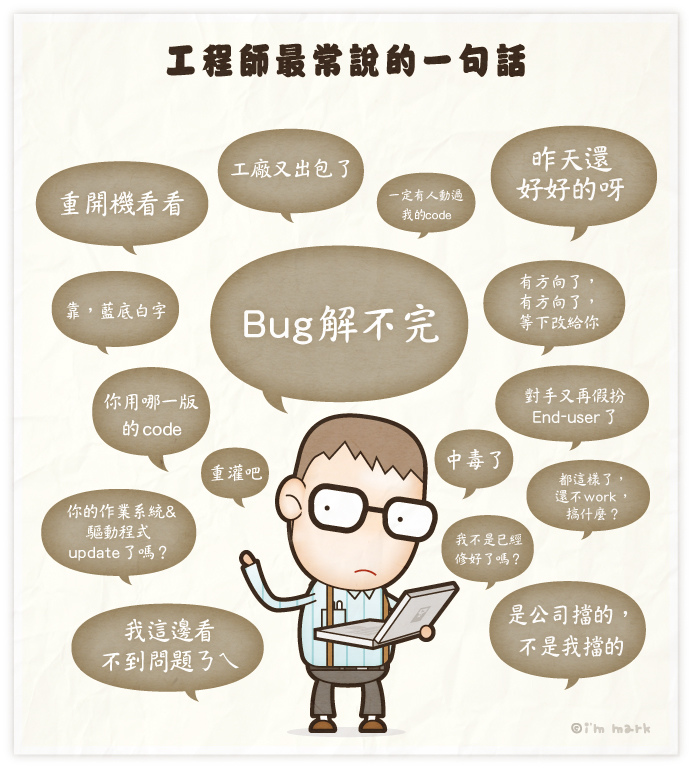 工程師最常說的一句話
工廠又出包了
昨天還
好好的呀
重開機看看
一定有人動過
我的code
靠，藍底白字
Bug解不完
有方向了，
有方向了，
等下改給你
你用哪一版
的code
對手又再假扮
End-user了
重灌吧
中毒了
都這樣了，
還不work，
搞什麼？
你的作業系統&
驅動程式
update了嗎？
我不是已經
修好了嗎？
我這邊看
不到問題ㄋㄟ
是公司擋的，
不是我擋的
©i'm mark